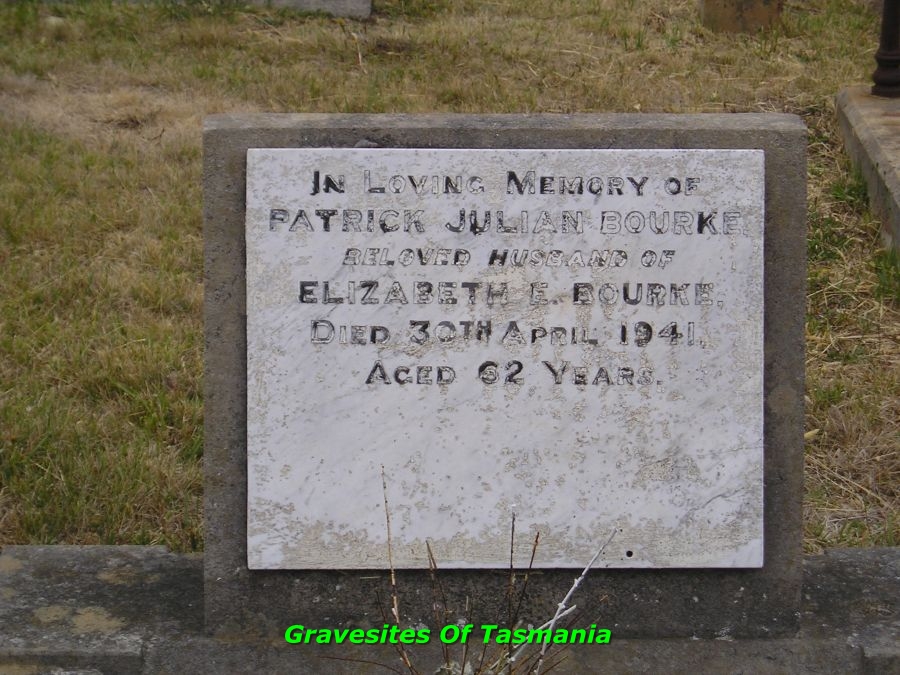 In Loving Memory of
PATRICK JULIAN BOURKE.
BELOVED HUSBAND OF
ELIZABETH E. BOURKE.
Died 30th April 1941.
Aged 62 Years.
Gravesites Of Tasmania